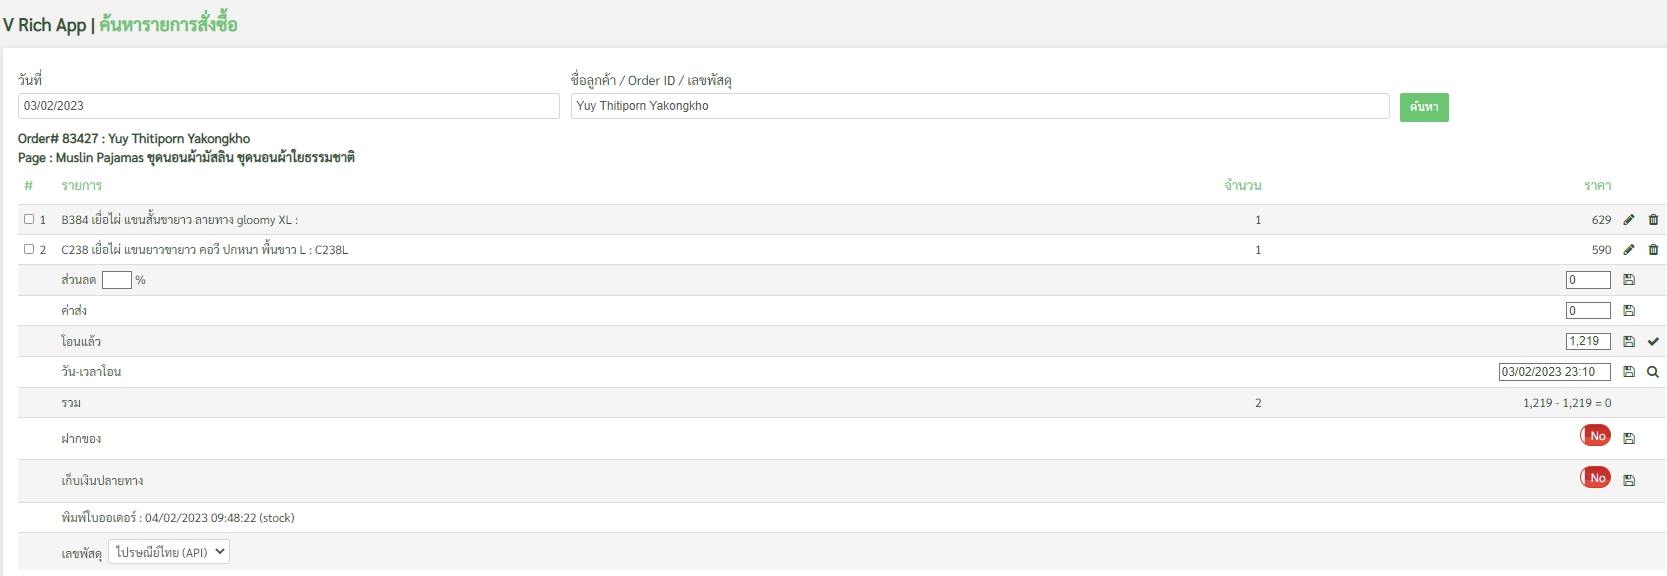 V Rich App | ค้นหารายการสั่งซื้อ
วันที่ ชื่อลูกค้า / Order ID / เลขพัสดุ
03/02/2023 Yuy Thitiporn Yakongkho ค้นหา
Order# 83427 : Yuy Thitiporn Yakongkho
Page : Muslin Pajamas ชุดนอนผ้ามัสลิน ชุดนอนผ้าใยธรรมชาติ
# รายการ จำนวน ราคา
1 B384 เยื่อไผ่ แขนสั้นขายาว ลายทาง gloomy XL : 1 629
2 C238 เยื่อไผ่ แขนยาวขายาว คอวี ปกหนา พื้นขาว L : C238L 1 590
ส่วนลด % 0
ค่าส่ง 0
โอนแล้ว 1,219
วัน-เวลาโอน 03/02/2023 23:10
รวม 2 1,219 - 1,219 = 0
ฝากของ No
เก็บเงินปลายทาง No
พิมพ์ใบออเดอร์ : 04/02/2023 09:48:22 (stock)
เลขพัสดุ ไปรษณีย์ไทย (API)